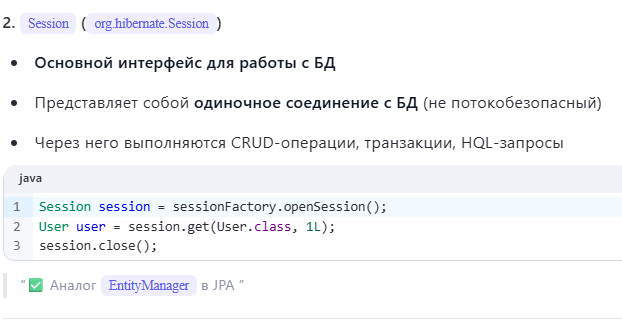 2. Session (org.hibernate.Session)
• Основной интерфейс для работы с БД
• Представляет собой одиночное соединение с БД (не потокобезопасный)
• Через него выполняются CRUD-операции, транзакции, HQL-запросы
java
1 Session session = sessionFactory.openSession();
2 User user = session.get(User.class, 1L);
3 session.close();
“ ✅ Аналог EntityManager в JPA ”